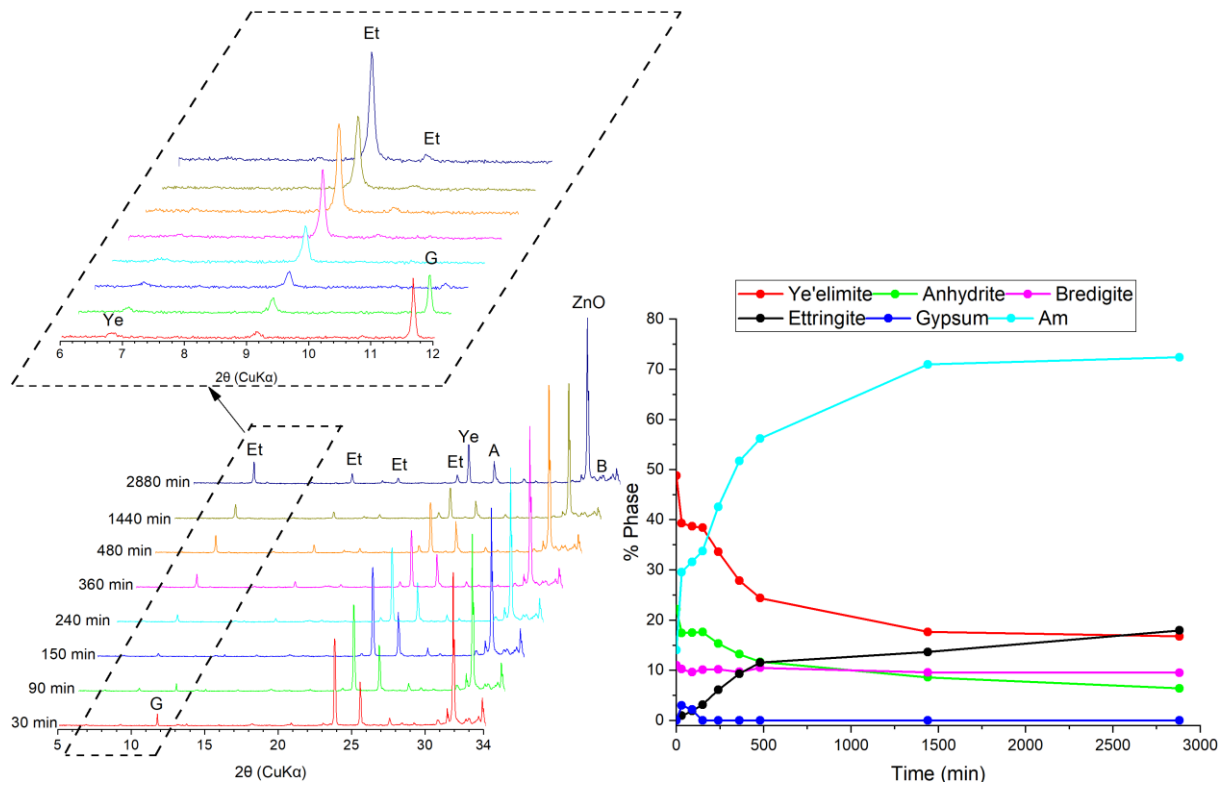 Et
Et
G
Ye
6 7 8 9 10 11 12
2θ (CuKα)
ZnO
Et Et Et Et Ye A B
2880 min
1440 min
480 min
360 min
240 min
150 min
90 min
30 min
G
5 10 15 20 25 30 34
2θ (CuKα)
Ye'elimite Anhydrite Bredigite
Ettringite Gypsum Am
80
70
60
50
40
30
20
10
0
% Phase
0 500 1000 1500 2000 2500 3000
Time (min)